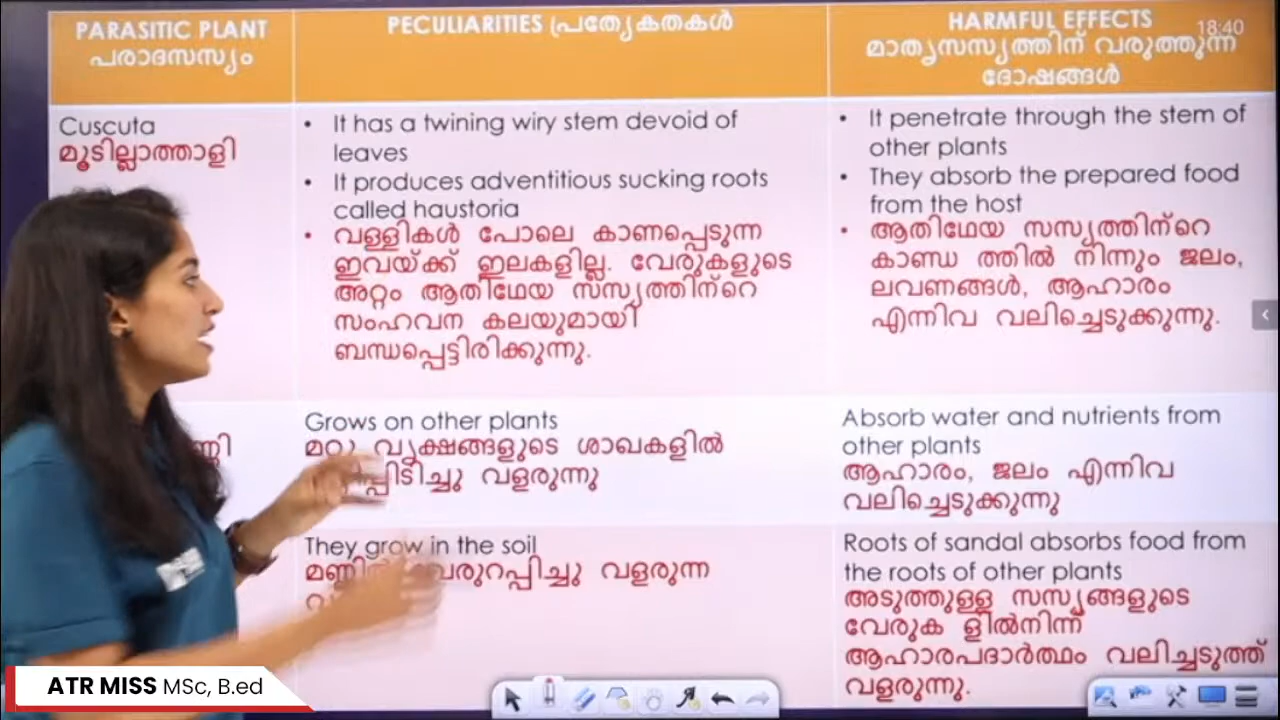 PARASITIC PLANT
പരാദസസ്യം
PECULIARITIES പ്രത്യേകതകൾ
HARMFUL EFFECTS
മാതൃസസ്യത്തിന് വരുത്തുന്ന
ദോഷങ്ങൾ
18:40
Cuscuta
മൂടില്ലാത്താളി
• It has a twining wiry stem devoid of
leaves
• It produces adventitious sucking roots
called haustoria
• വള്ളികൾ പോലെ കാണപ്പെടുന്ന
ഇവയ്ക്ക് ഇലകളില്ല. വേരുകളുടെ
അറ്റം ആതിഥേയ സസ്യത്തിന്റെ
സംഹവന കലയുമായി
ബന്ധപ്പെട്ടിരിക്കുന്നു.
• It penetrate through the stem of
other plants
• They absorb the prepared food
from the host
• ആതിഥേയ സസ്യത്തിന്റെ
കാണ്ഡ ത്തിൽ നിന്നും ജലം,
ലവണങ്ങൾ, ആഹാരം
എന്നിവ വലിച്ചെടുക്കുന്നു.
Grows on other plants
മറ്റു വൃക്ഷങ്ങളുടെ ശാഖകളിൽ
വളരുന്നു
Absorb water and nutrients from
other plants
ആഹാരം, ജലം എന്നിവ
വലിച്ചെടുക്കുന്നു
They grow in the soil
വളരുന്ന
Roots of sandal absorbs food from
the roots of other plants
അടുത്തുള്ള സസ്യങ്ങളുടെ
വേരുക ളിൽനിന്ന്
ആഹാരപദാർത്ഥം വലിച്ചടുത്ത്
വളരുന്നു.
ATR MISS MSc, B.ed